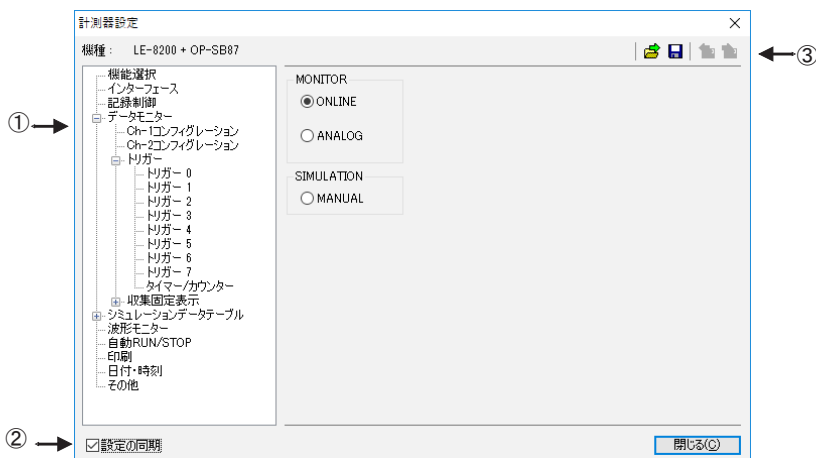 計測器設定
機種： LE-8200 + OP-SB87
③
機能選択
インターフェース
記録制御
①
データモニター
Ch-1コンフィグレーション
Ch-2コンフィグレーション
トリガー
トリガー 0
トリガー 1
トリガー 2
トリガー 3
トリガー 4
トリガー 5
トリガー 6
トリガー 7
タイマー/カウンター
収集固定表示
シミュレーションデータテーブル
波形モニター
自動RUN/STOP
印刷
日付・時刻
その他
MONITOR
ONLINE
ANALOG
SIMULATION
MANUAL
②
設定の同期
閉じる(C)